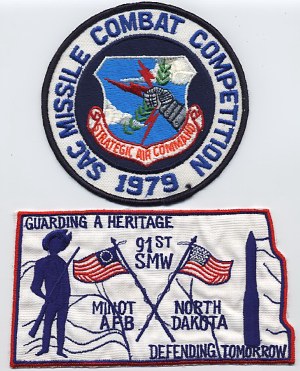 SAC MISSILE COMBAT COMPETITION
STRATEGIC AIR COMMAND
1979
GUARDING A HERITAGE
91ST
SMW
MINOT NORTH
AFB DAKOTA
DEFENDING TOMORROW